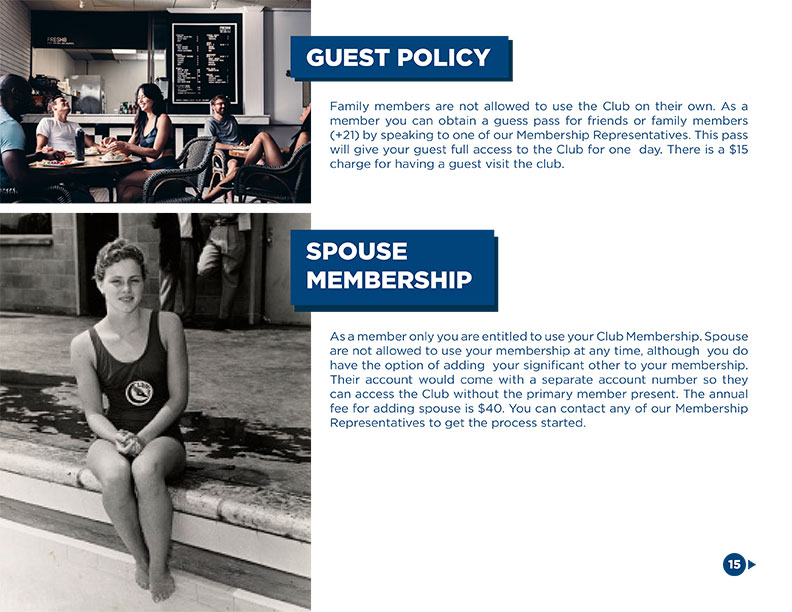 FRESHII
GUEST POLICY
Family members are not allowed to use the Club on their own. As a
member you can obtain a guess pass for friends or family members
(+21) by speaking to one of our Membership Representatives. This pass
will give your guest full access to the Club for one day. There is a $15
charge for having a guest visit the club.
SPOUSE
MEMBERSHIP
As a member only you are entitled to use your Club Membership. Spouse
are not allowed to use your membership at any time, although you do
have the option of adding your significant other to your membership.
Their account would come with a separate account number so they
can access the Club without the primary member present. The annual
fee for adding spouse is $40. You can contact any of our Membership
Representatives to get the process started.
15